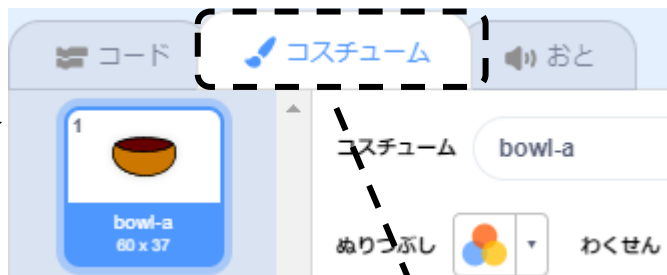 コード コスチューム おと
1
bowl-a
60 x 37
コスチューム bowl-a
ぬりつぶし わくせん